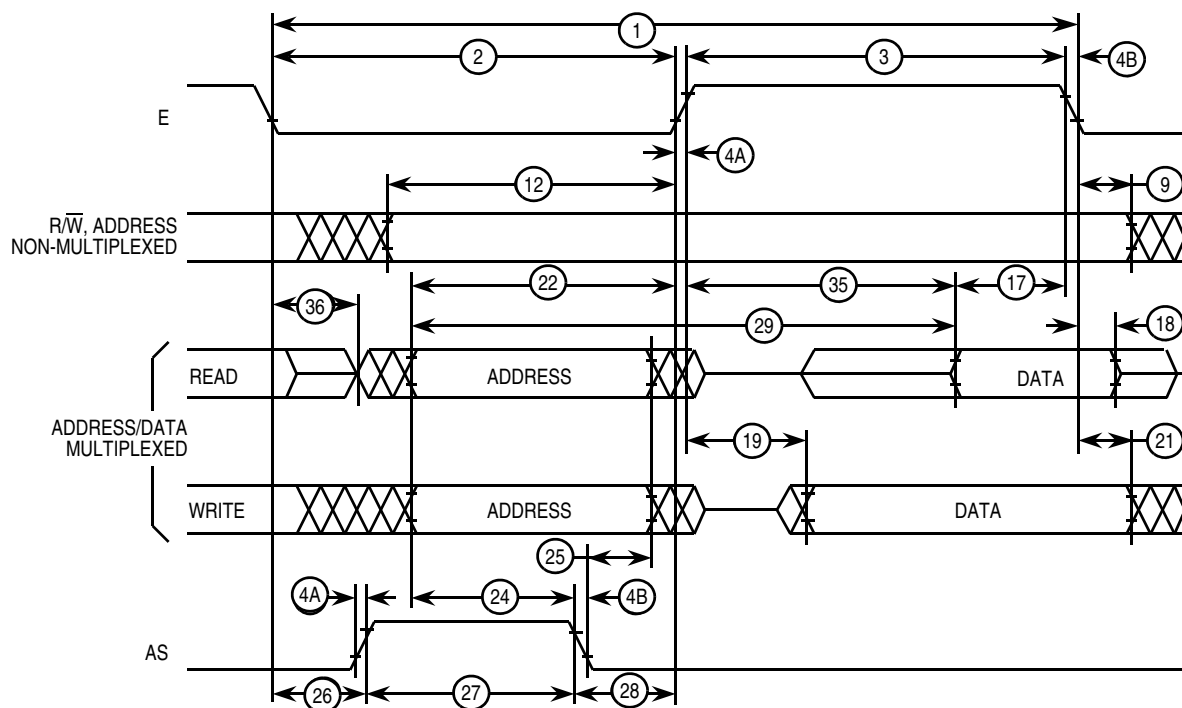 1
2
3
4B
E
4A
12
9
R/W̅, ADDRESS
NON-MULTIPLEXED
22
35
17
36
29
18
READ
ADDRESS
DATA
ADDRESS/DATA
MULTIPLEXED
19
21
WRITE
ADDRESS
DATA
25
4A
24
4B
AS
26
27
28